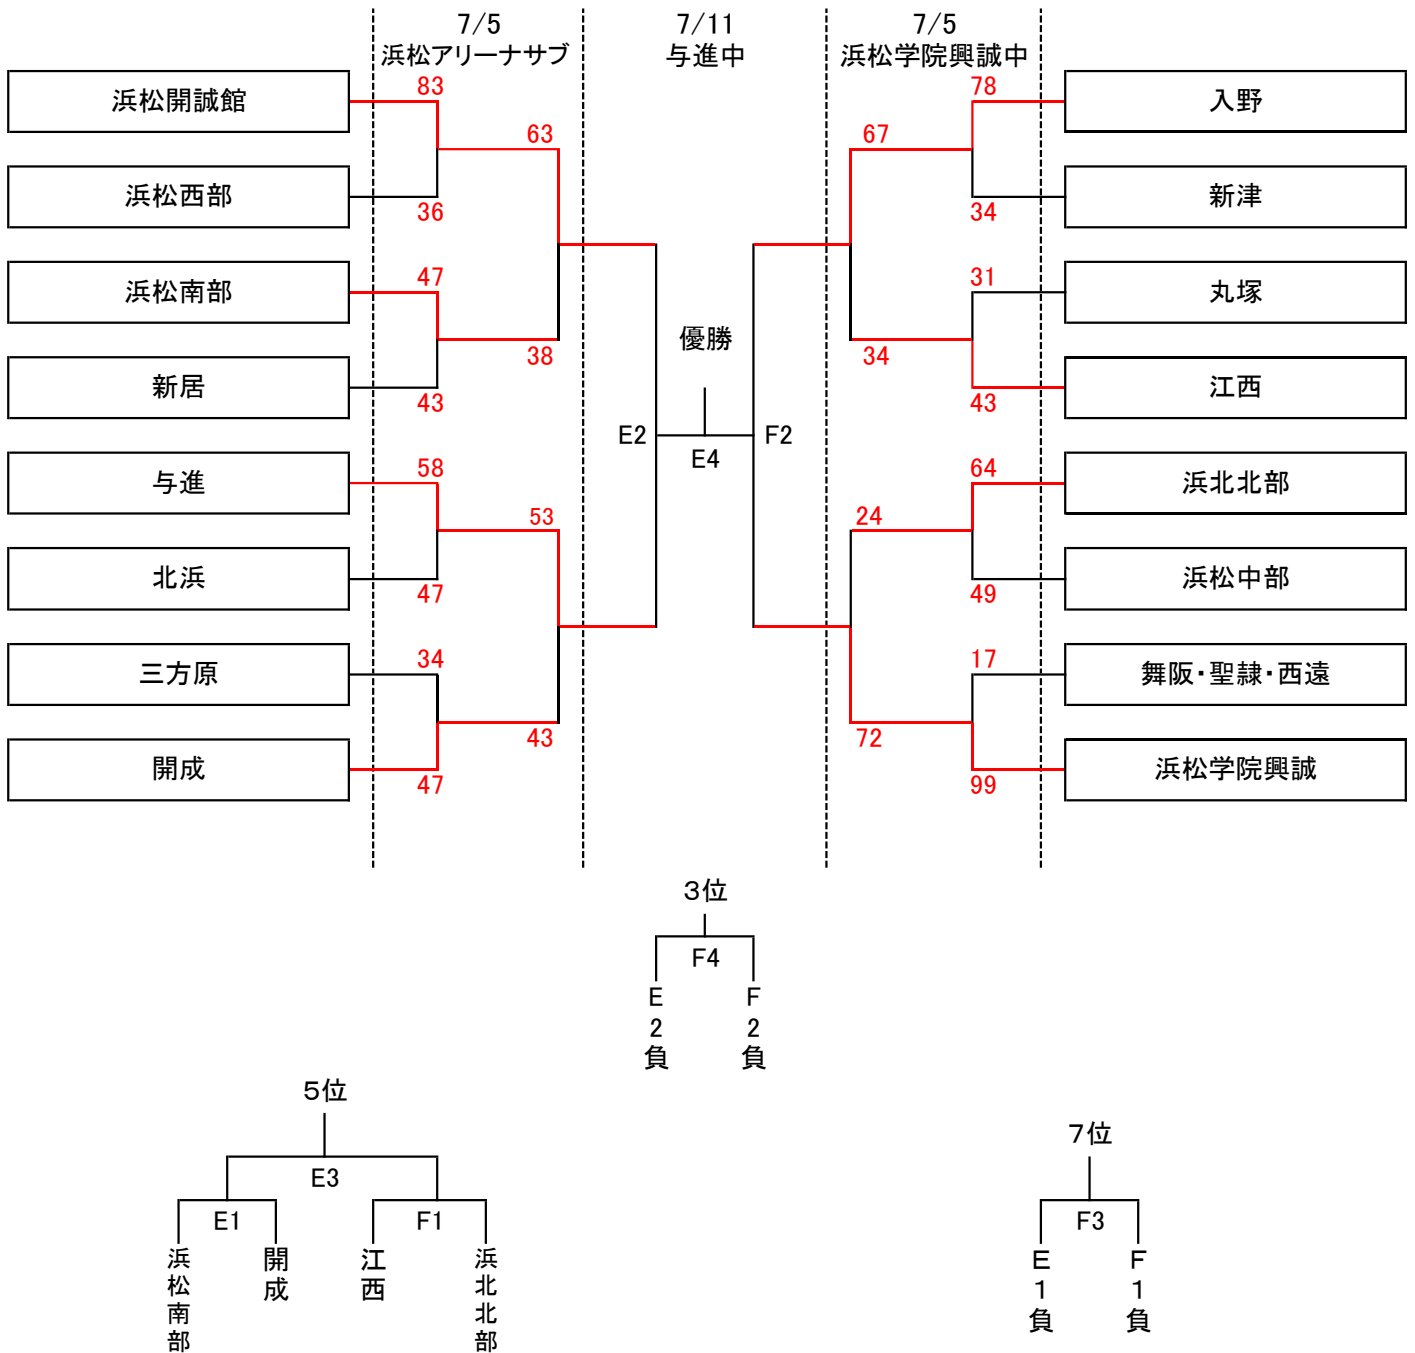 7/5
浜松アリーナサブ
7/11
与進中
7/5
浜松学院興誠中
浜松開誠館
83
63
浜松西部
36
浜松南部
47
38
新居
43
与進
58
53
北浜
47
三方原
34
43
開成
47
優勝
E2
E4
F2
78
入野
67
34
新津
31
丸塚
34
43
江西
64
浜北北部
24
49
浜松中部
17
舞阪・聖隷・西遠
72
99
浜松学院興誠
3位
F4
E2負
F2負
5位
E3
E1
F1
浜松南部
開成
江西
浜北北部
7位
F3
E1負
F1負